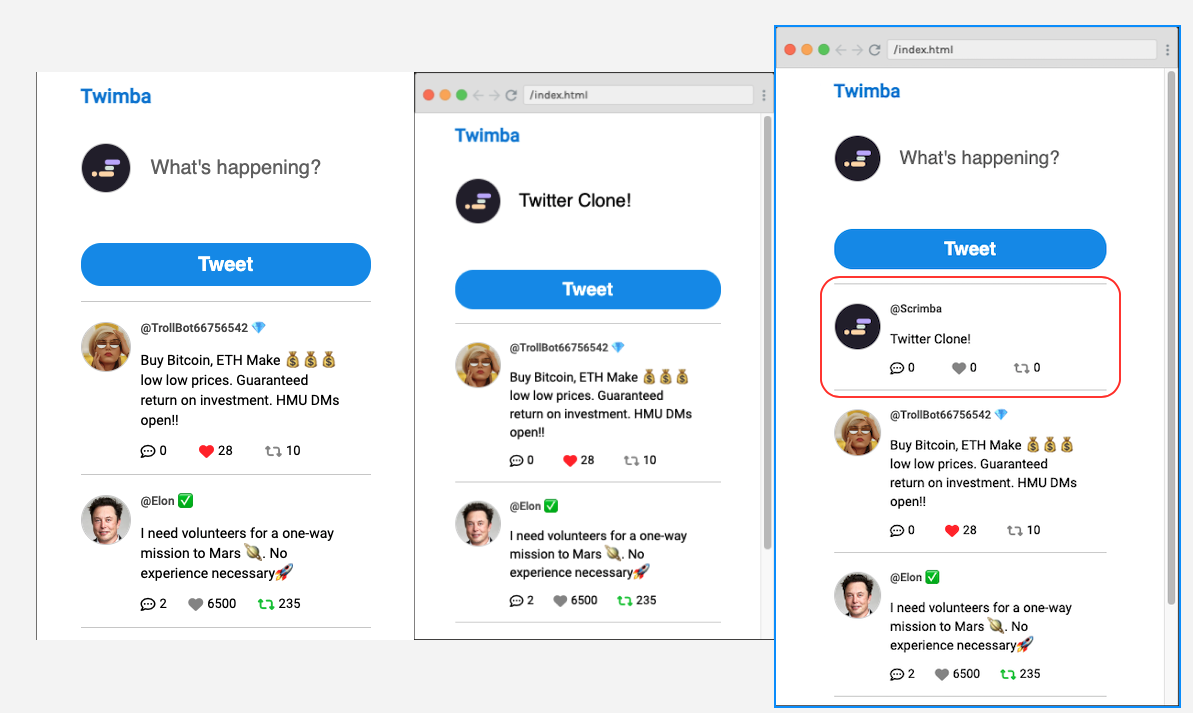 Twimba
What's happening?
Tweet
@TrollBot66756542 💎
Buy Bitcoin, ETH Make 💰💰💰
low low prices. Guaranteed
return on investment. HMU DMs
open!!
0 28 10
@Elon ✅
I need volunteers for a one-way
mission to Mars 🪐. No
experience necessary🚀
2 6500 235
/index.html
Twimba
Twitter Clone!
Tweet
@TrollBot66756542 💎
Buy Bitcoin, ETH Make 💰💰💰
low low prices. Guaranteed
return on investment. HMU DMs
open!!
0 28 10
@Elon ✅
I need volunteers for a one-way
mission to Mars 🪐. No
experience necessary🚀
2 6500 235
/index.html
Twimba
What's happening?
Tweet
@Scrimba
Twitter Clone!
0 0 0
@TrollBot66756542 💎
Buy Bitcoin, ETH Make 💰💰💰
low low prices. Guaranteed
return on investment. HMU DMs
open!!
0 28 10
@Elon ✅
I need volunteers for a one-way
mission to Mars 🪐. No
experience necessary🚀
2 6500 235